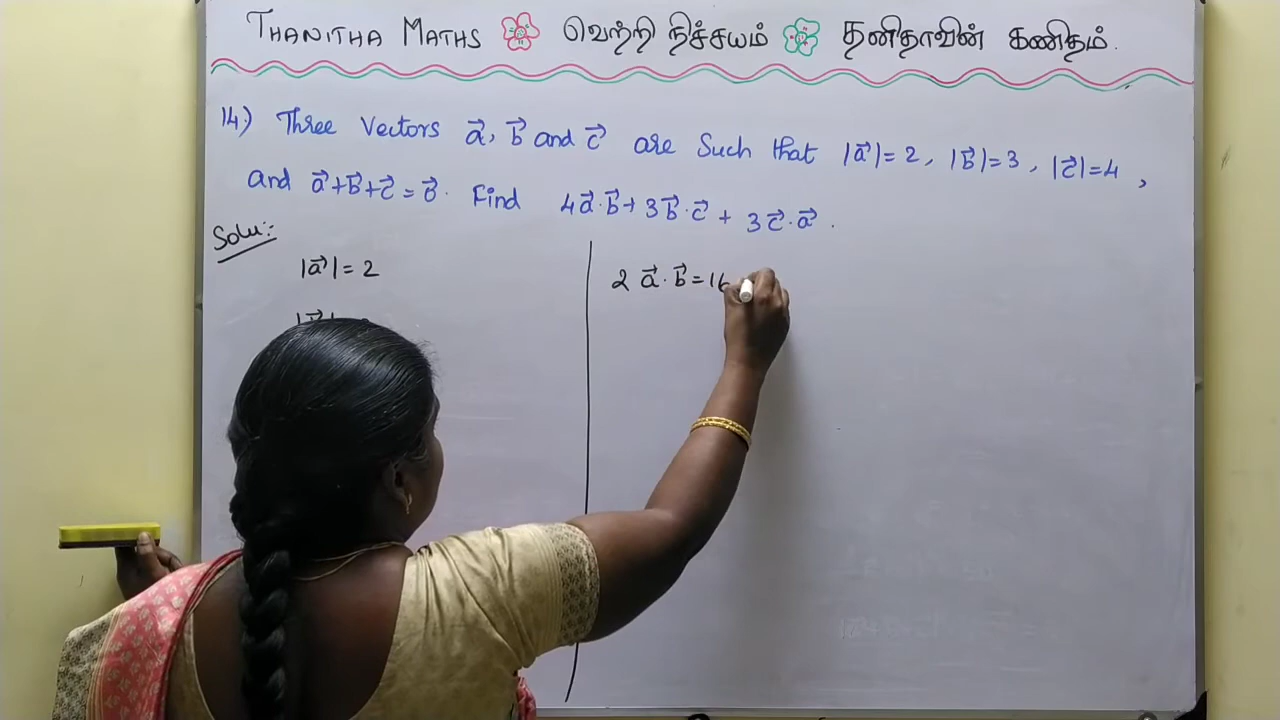 THANITHA MATHS வெற்றி நிச்சயம் தனிதாவின் கணிதம்.
14.) Three Vectors a⃗, b⃗ and c⃗ are Such that |a⃗|=2, |b⃗|=3, |c⃗|=4,
and a⃗+b⃗+c⃗=0⃗. Find 4a⃗·b⃗+3b⃗·c⃗+3c⃗·a⃗.
Solu:-
|a⃗|=2
2 a⃗·b⃗=16